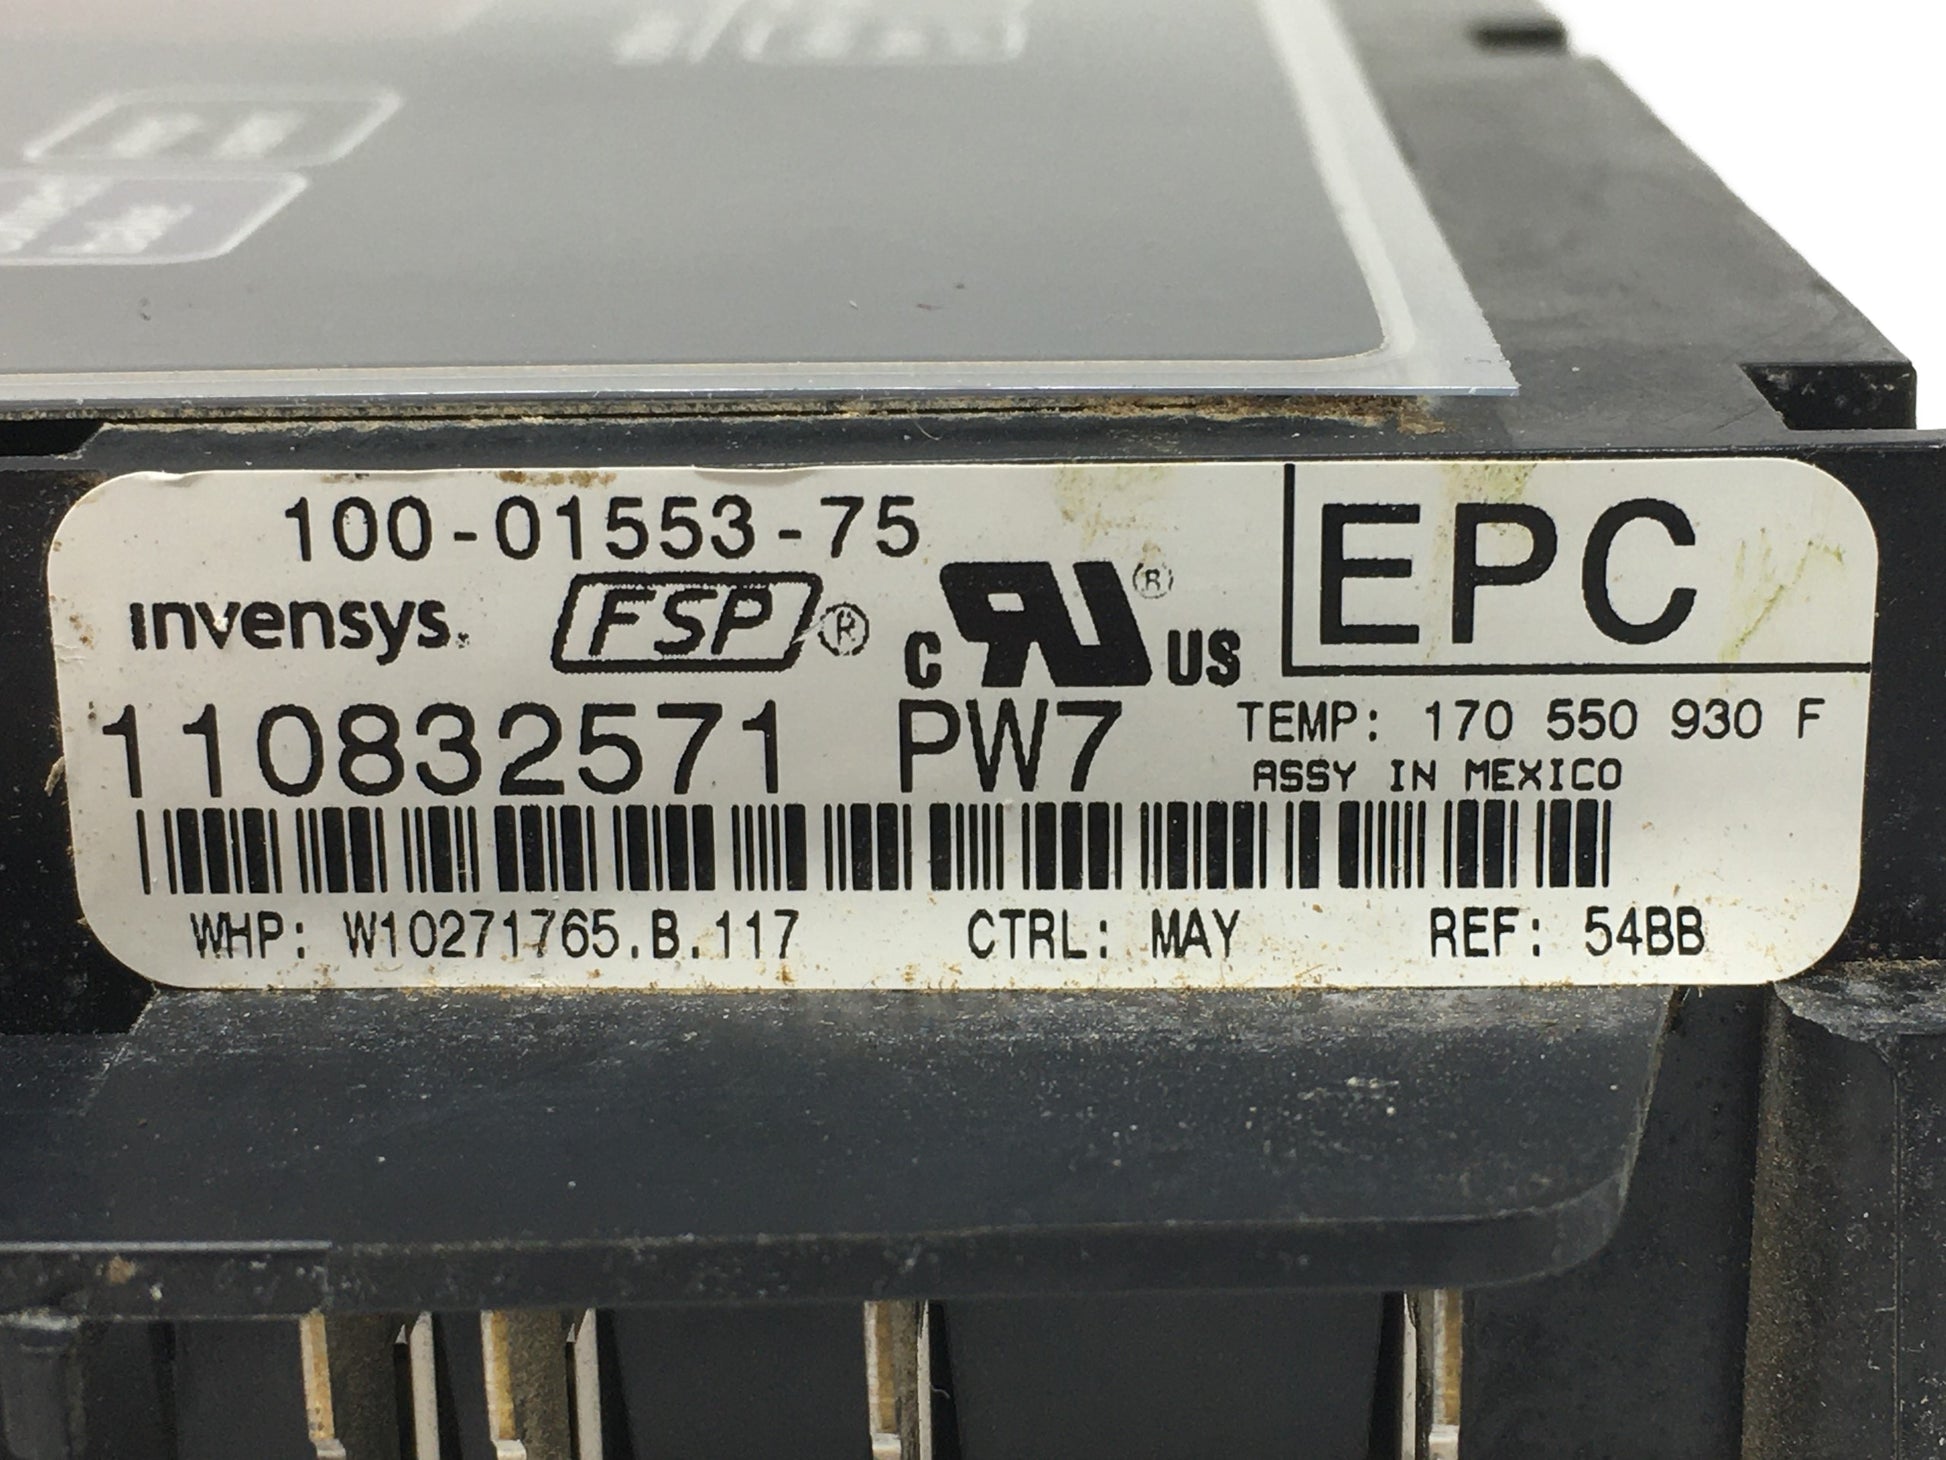 100-01553-75
EPC
invensys.
FSP®
c RU® US
110832571 PW7
TEMP: 170 550 930 F
ASSY IN MEXICO
WHP: W10271765.B.117 CTRL: MAY REF: 54BB